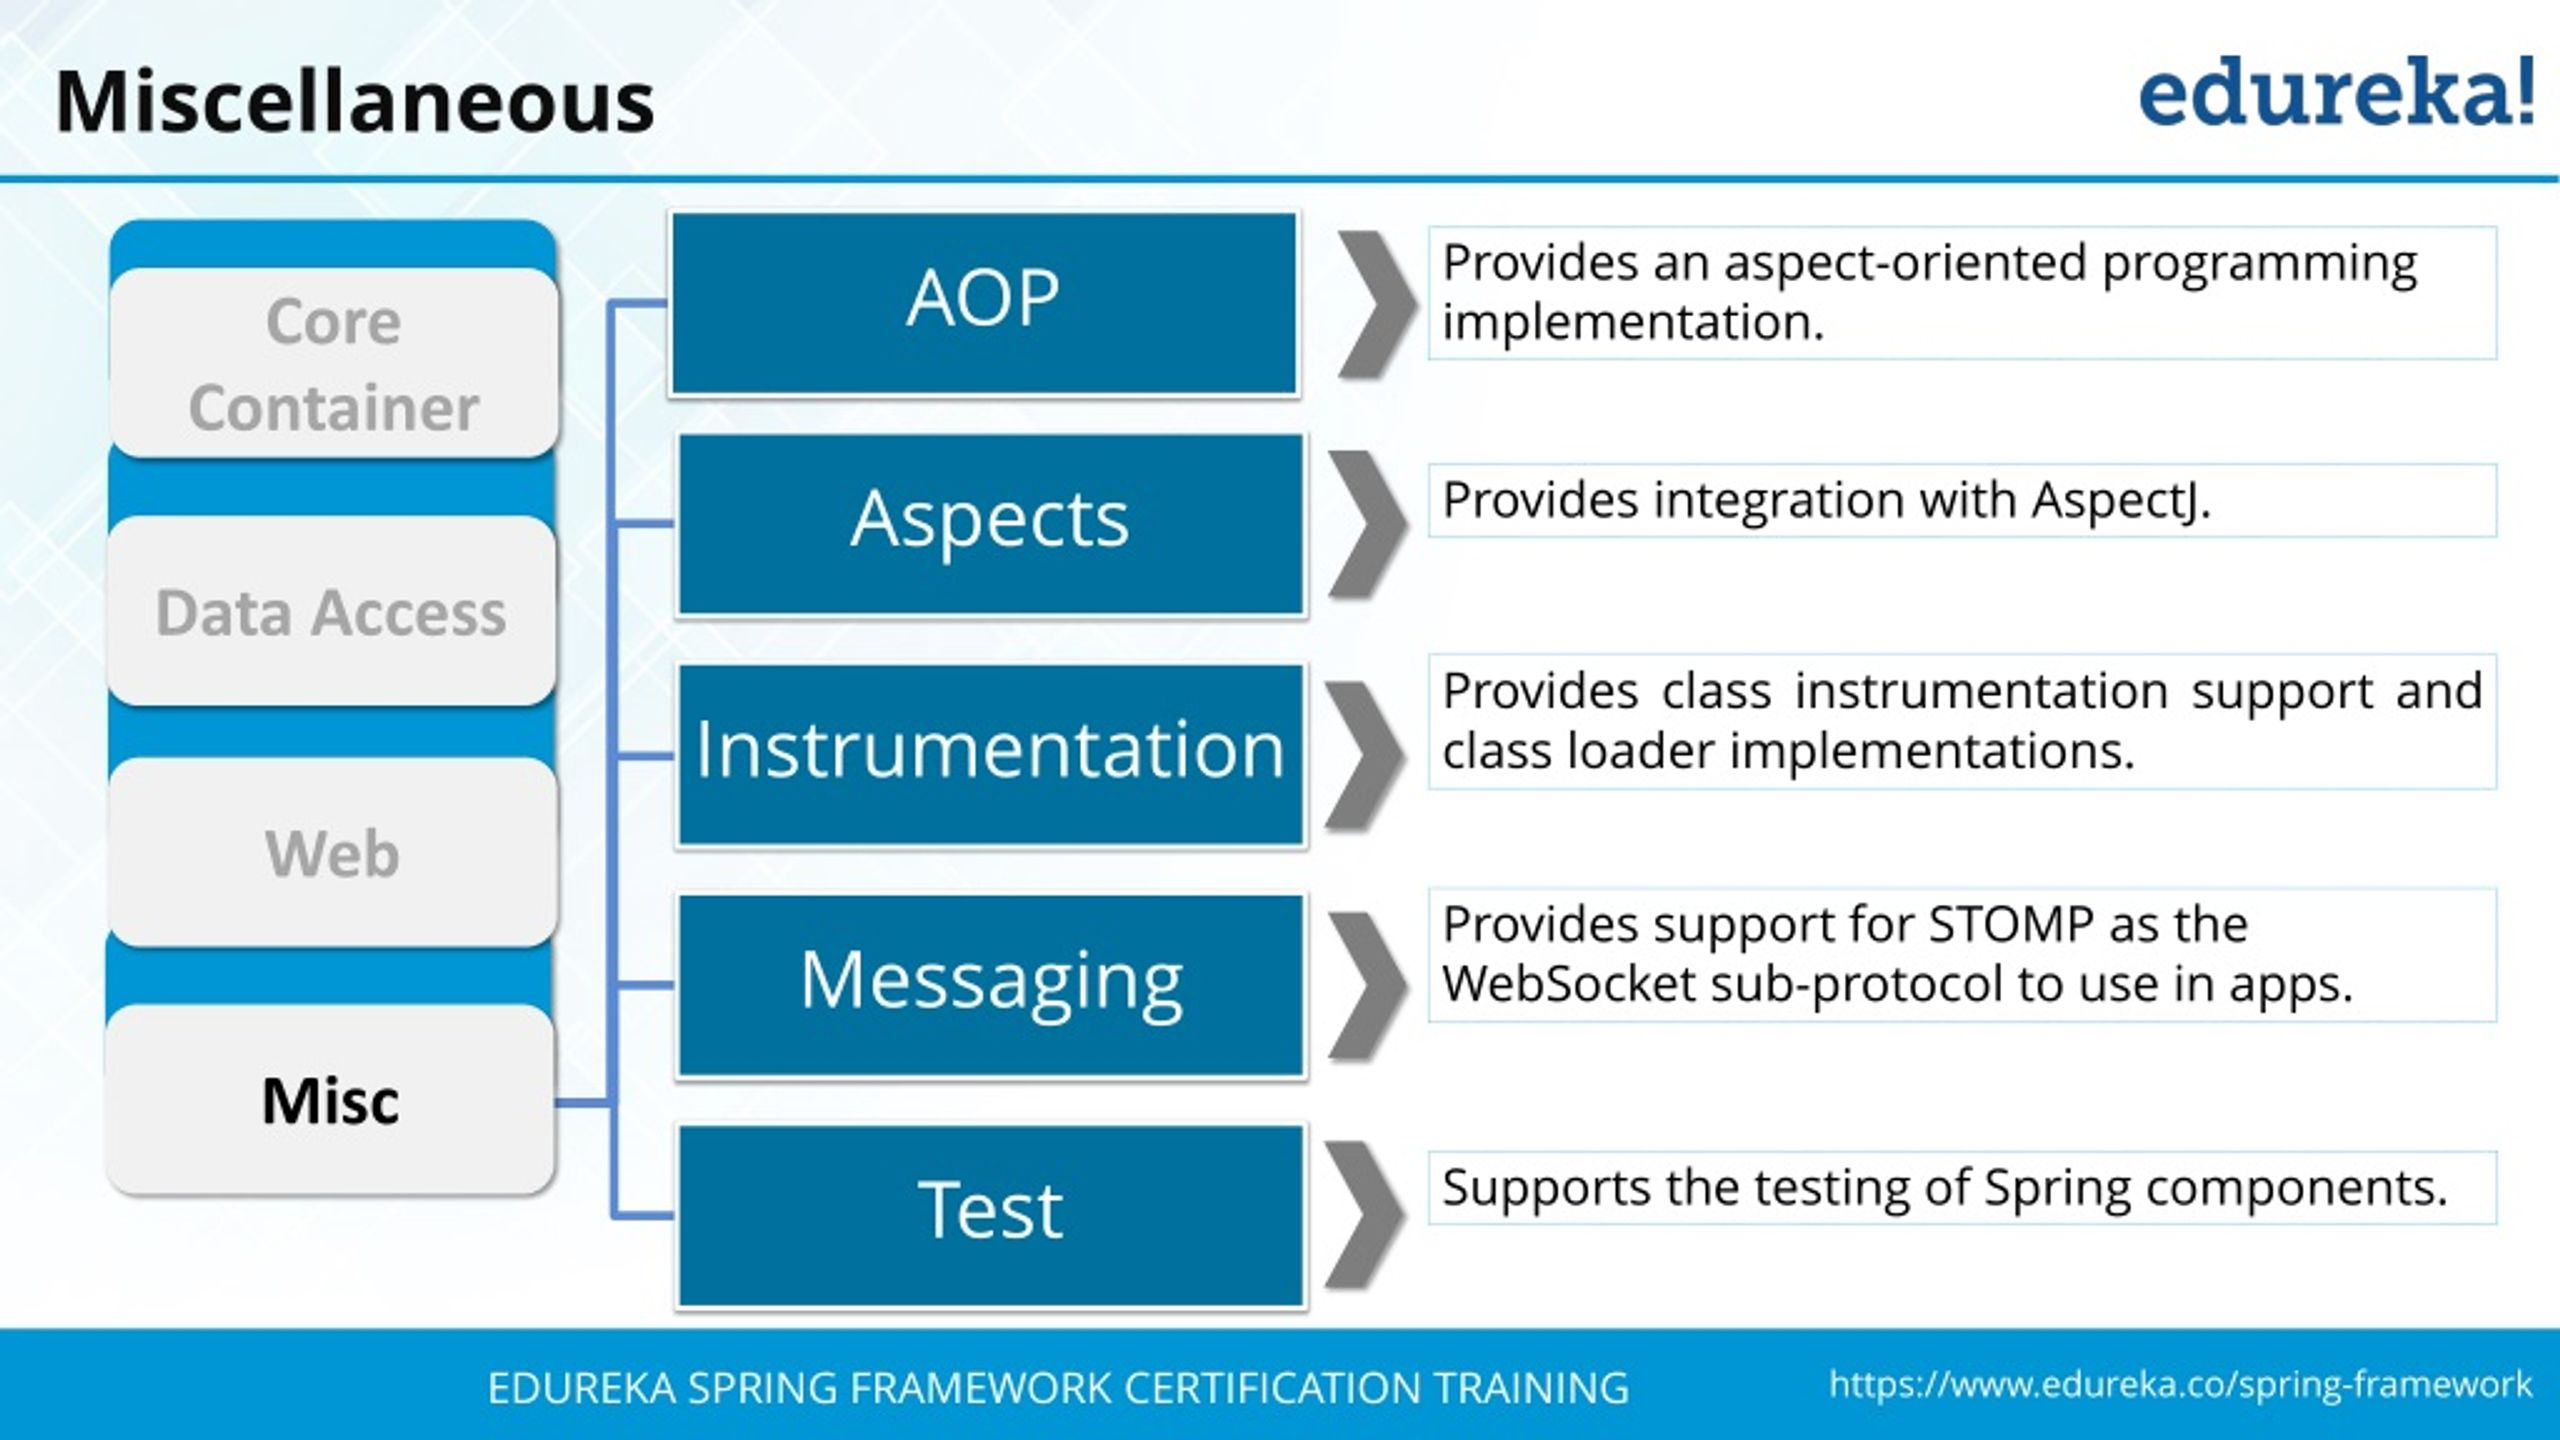 Miscellaneous
edureka!
Core
Container
Data Access
Web
Misc
AOP
Provides an aspect-oriented programming
implementation.
Aspects
Provides integration with AspectJ.
Instrumentation
Provides class instrumentation support and
class loader implementations.
Messaging
Provides support for STOMP as the
WebSocket sub-protocol to use in apps.
Test
Supports the testing of Spring components.
EDUREKA SPRING FRAMEWORK CERTIFICATION TRAINING
https://www.edureka.co/spring-framework